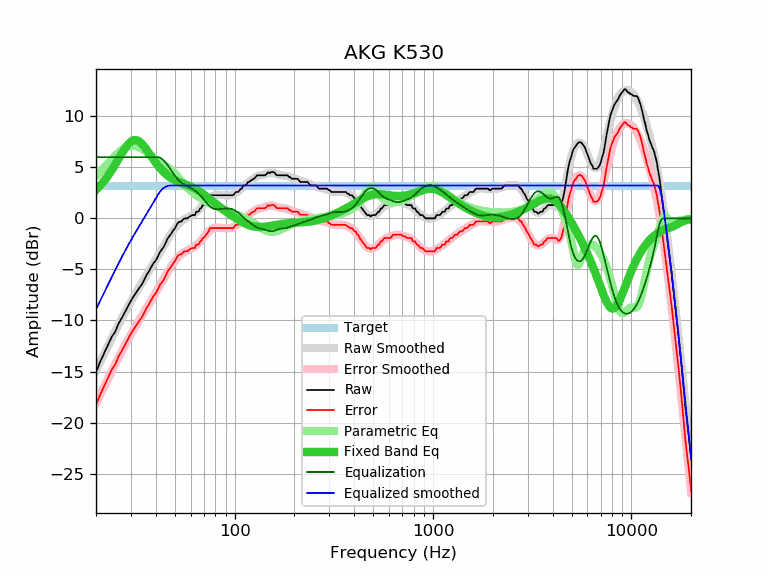 AKG K530
Amplitude (dBr)
10
5
0
−5
−10
−15
−20
−25
Target
Raw Smoothed
Error Smoothed
Raw
Error
Parametric Eq
Fixed Band Eq
Equalization
Equalized smoothed
100
1000
10000
Frequency (Hz)